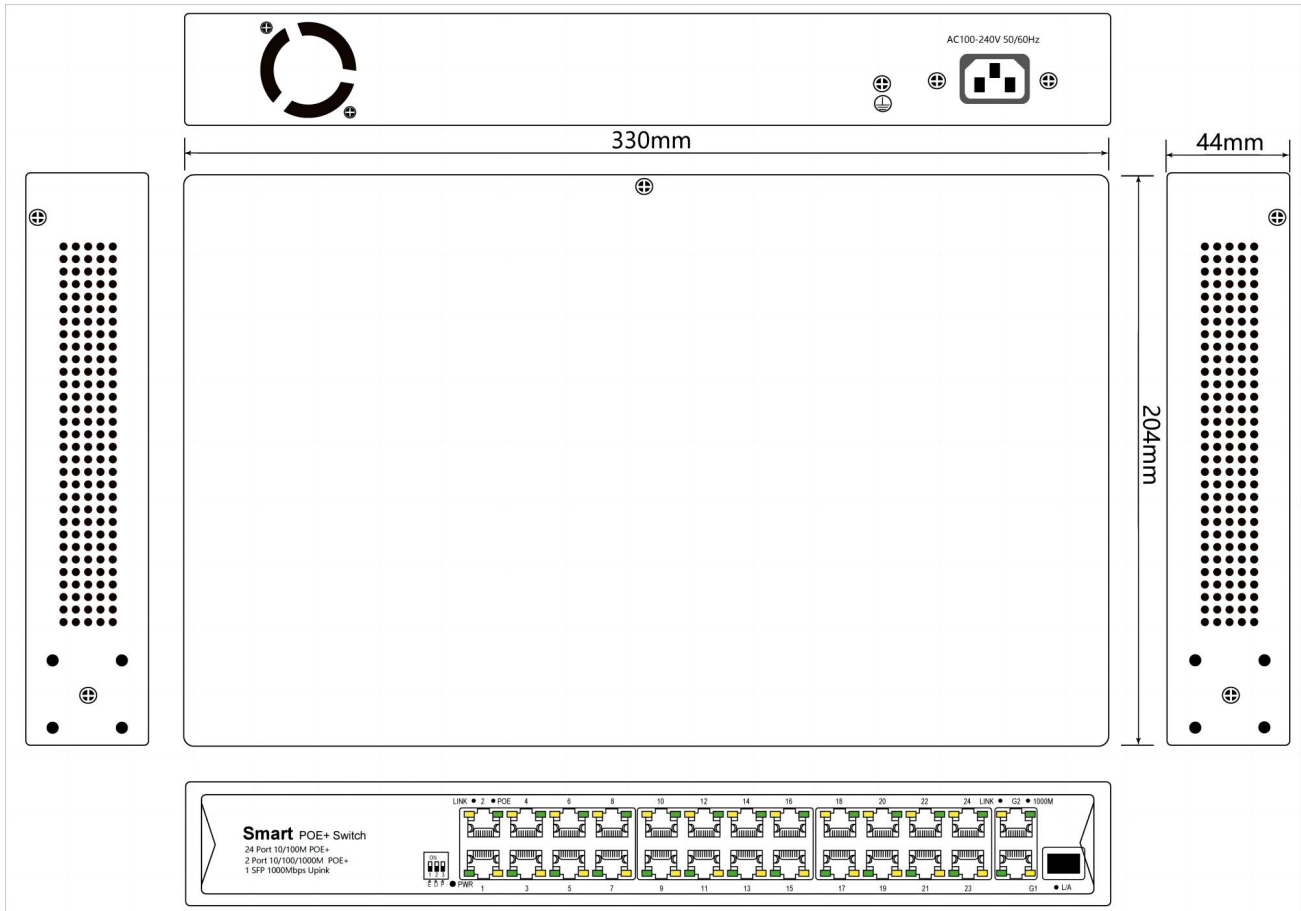 AC100-240V 50/60Hz
330mm
44mm
204mm
LINK 2 POE 4 6 8 10 12 14 16 18 20 22 24 LINK G2 1000M
Smart POE+ Switch
24 Port 10/100M POE+
2 Port 10/100/1000M POE+
1 SFP 1000Mbps Upink
ON
1 2 3
E D P PWR 1 3 5 7 9 11 13 15 17 19 21 23 G1 L/A